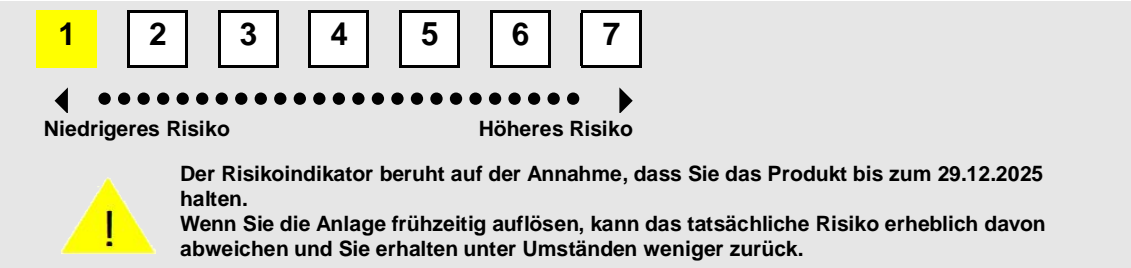 1 2 3 4 5 6 7
Niedrigeres Risiko Höheres Risiko
Der Risikoindikator beruht auf der Annahme, dass Sie das Produkt bis zum 29.12.2025
halten.
Wenn Sie die Anlage frühzeitig auflösen, kann das tatsächliche Risiko erheblich davon
abweichen und Sie erhalten unter Umständen weniger zurück.
!